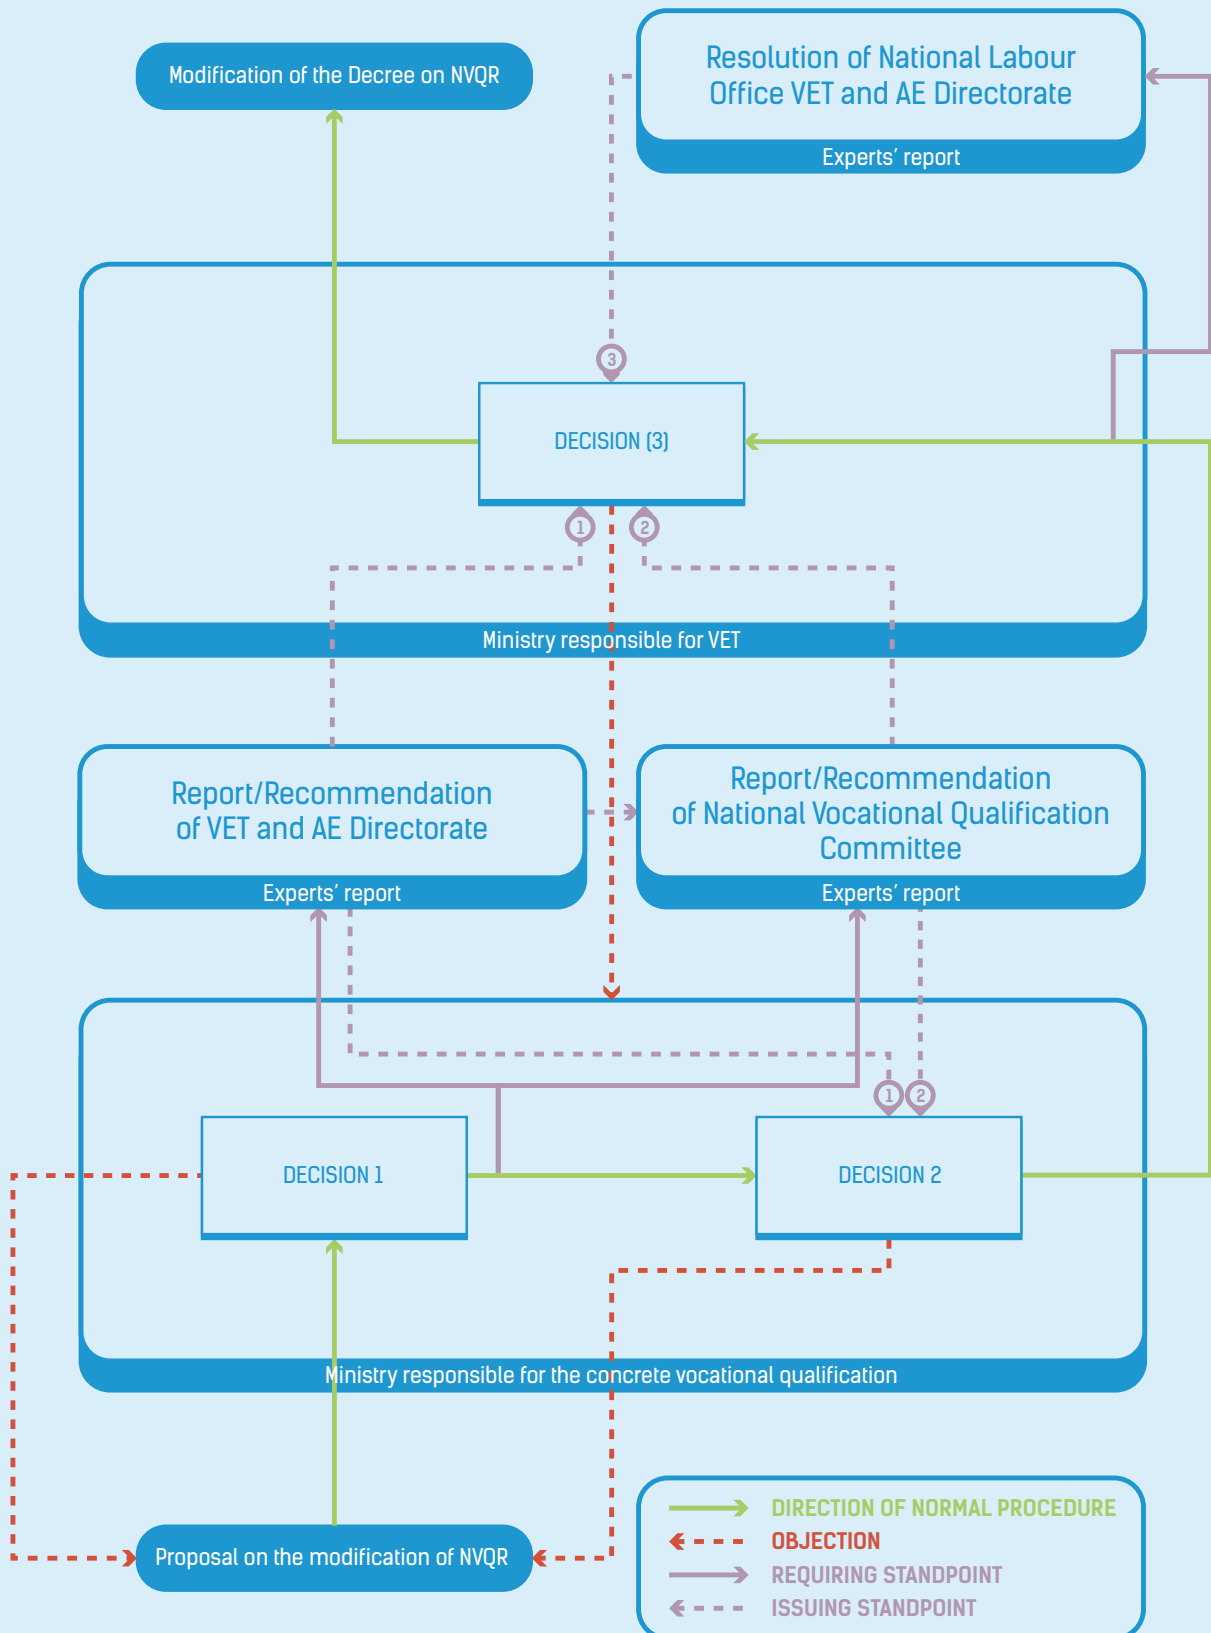 Modification of the Decree on NVQR
Resolution of National Labour
Office VET and AE Directorate
Experts' report
3
DECISION (3)
1
2
Ministry responsible for VET
Report/Recommendation
of VET and AE Directorate
Experts' report
Report/Recommendation
of National Vocational Qualification
Committee
Experts' report
1
2
DECISION 1
DECISION 2
Ministry responsible for the concrete vocational qualification
Proposal on the modification of NVQR
DIRECTION OF NORMAL PROCEDURE
OBJECTION
REQUIRING STANDPOINT
ISSUING STANDPOINT